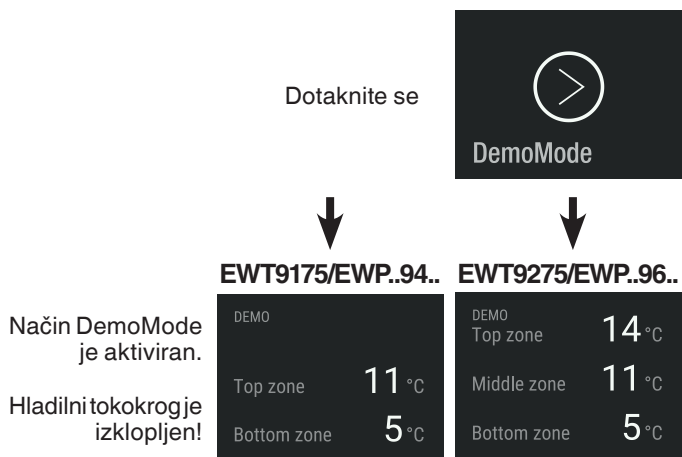 Dotaknite se
DemoMode
EWT9175/EWP..94..
EWT9275/EWP..96..
Način DemoMode
je aktiviran.
Hladilni tokokrog je
izklopljen!
DEMO
Top zone 11 °C
Bottom zone 5 °C
DEMO
Top zone 14 °C
Middle zone 11 °C
Bottom zone 5 °C